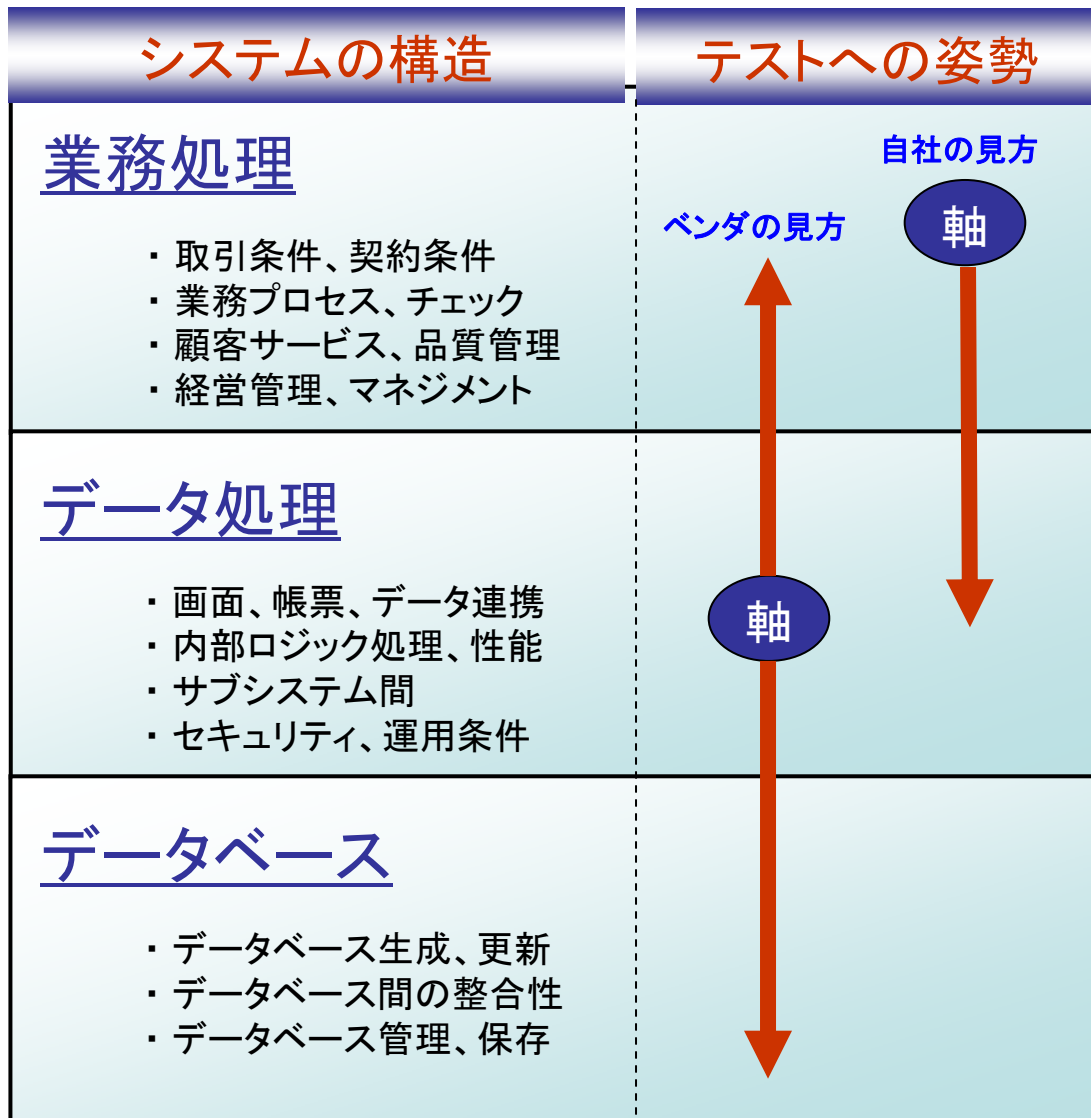 システムの構造
テストへの姿勢
業務処理
・ 取引条件、契約条件
・ 業務プロセス、チェック
・ 顧客サービス、品質管理
・ 経営管理、マネジメント
自社の見方
軸
ベンダの見方
データ処理
・ 画面、帳票、データ連携
・ 内部ロジック処理、性能
・ サブシステム間
・ セキュリティ、運用条件
軸
データベース
・ データベース生成、更新
・ データベース間の整合性
・ データベース管理、保存